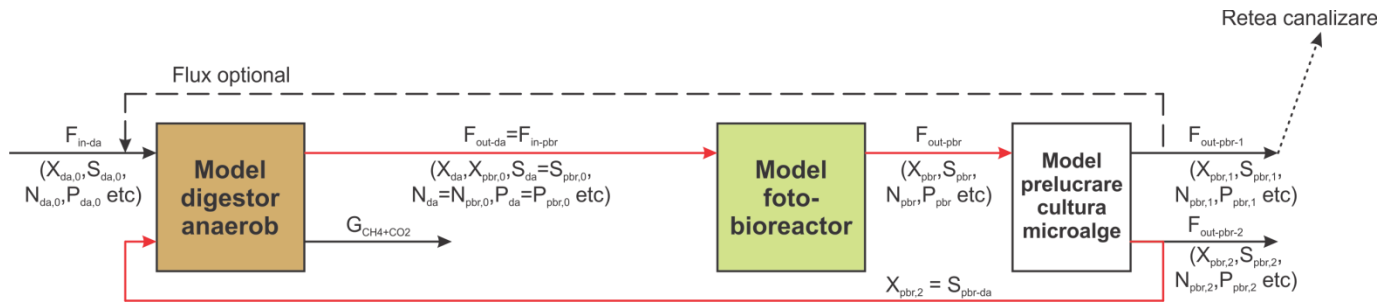 Retea canalizare
Flux optional
F_in-da
(X_da,0,S_da,0,
N_da,0,P_da,0 etc)
Model
digestor
anaerob
F_out-da=F_in-pbr
(X_da,X_pbr,0,S_da=S_pbr,0,
N_da=N_pbr,0,P_da=P_pbr,0 etc)
G_CH4+CO2
Model
foto-
bioreactor
F_out-pbr
(X_pbr,S_pbr,
N_pbr,P_pbr etc)
Model
prelucrare
cultura
microalge
F_out-pbr-1
(X_pbr,1,S_pbr,1,
N_pbr,1,P_pbr,1 etc)
F_out-pbr-2
(X_pbr,2,S_pbr,2,
N_pbr,2,P_pbr,2 etc)
X_pbr,2 = S_pbr-da